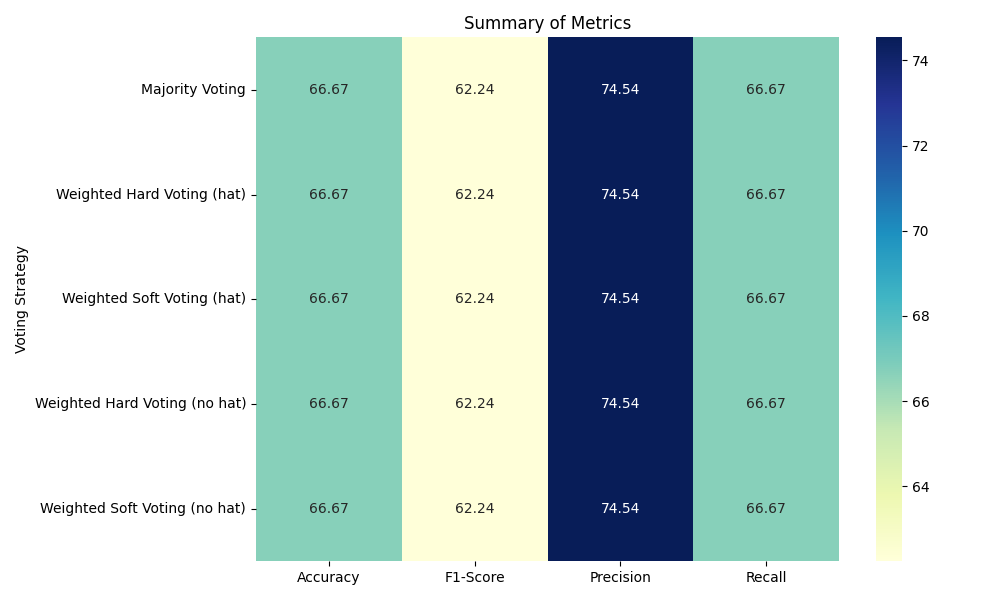 Summary of Metrics
Voting Strategy
Majority Voting 66.67 62.24 74.54 66.67
Weighted Hard Voting (hat) 66.67 62.24 74.54 66.67
Weighted Soft Voting (hat) 66.67 62.24 74.54 66.67
Weighted Hard Voting (no hat) 66.67 62.24 74.54 66.67
Weighted Soft Voting (no hat) 66.67 62.24 74.54 66.67
Accuracy F1-Score Precision Recall
74
72
70
68
66
64